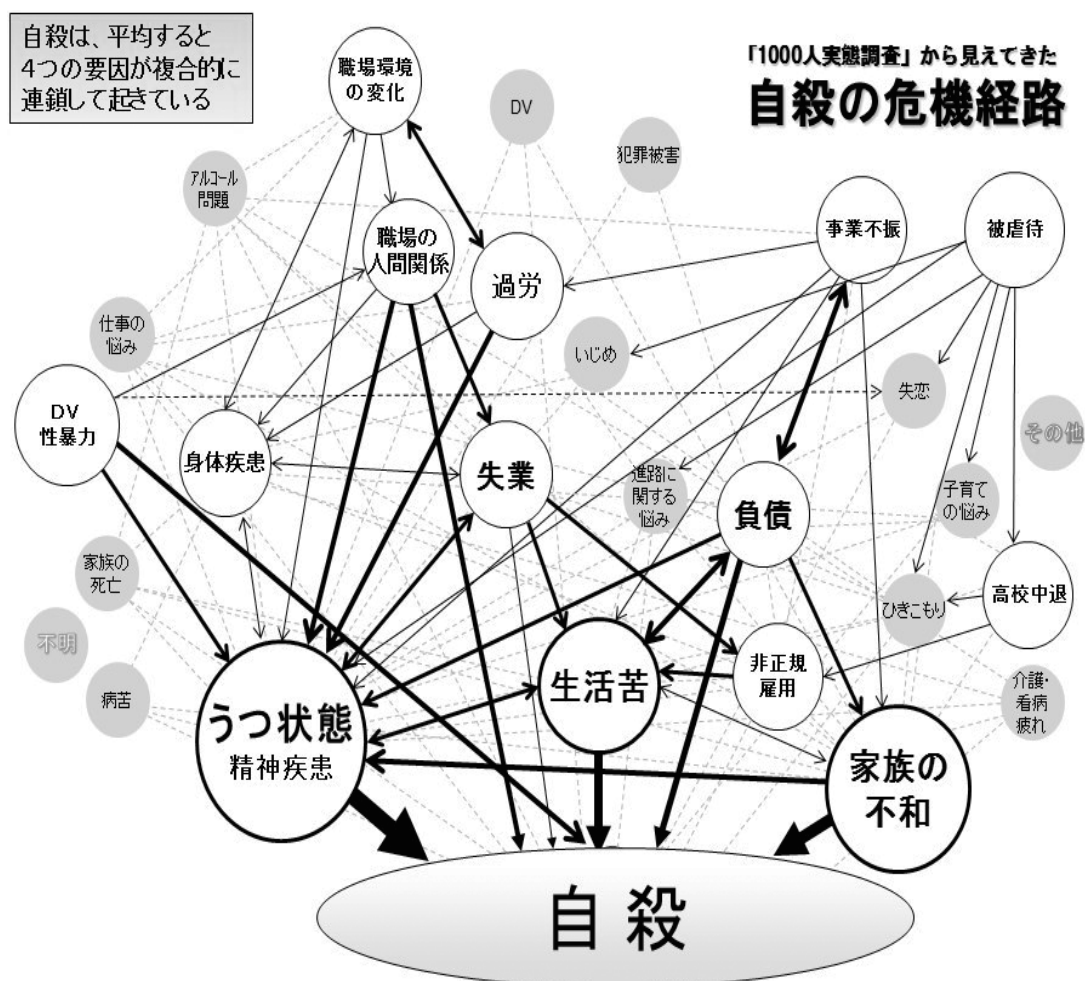 自殺は、平均すると
4つの要因が複合的に
連鎖して起きている
「1000人実態調査」から見えてきた
自殺の危機経路
職場環境
の変化
DV
犯罪被害
アルコール
問題
職場の
人間関係
過労
事業不振
被虐待
仕事の
悩み
いじめ
失恋
DV
性暴力
身体疾患
失業
進路に
関する
悩み
負債
その他
子育て
の悩み
家族の
死亡
ひきこもり
高校中退
不明
病苦
うつ状態
精神疾患
生活苦
非正規
雇用
介護・
看病
疲れ
家族の
不和
自殺